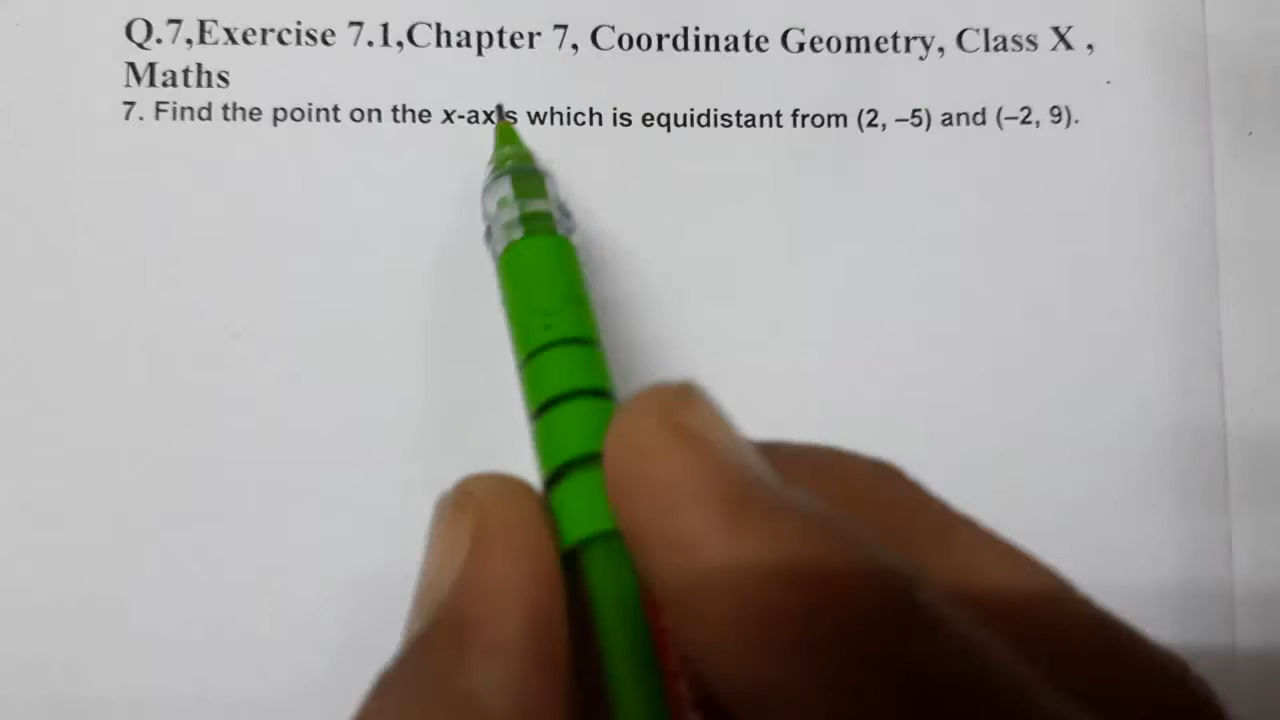 Q.7,Exercise 7.1,Chapter 7, Coordinate Geometry, Class X ,
Maths
7. Find the point on the x-axis which is equidistant from (2, –5) and (–2, 9).